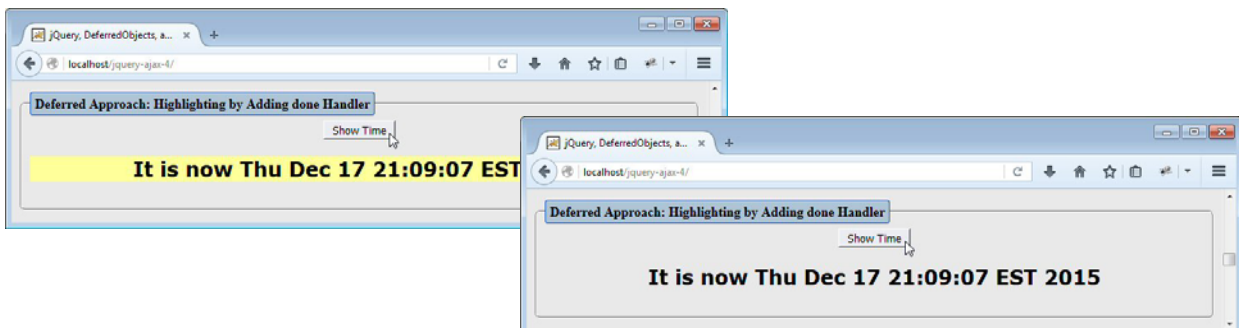 jQuery, DeferredObjects, a...
localhost/jquery-ajax-4/
Deferred Approach: Highlighting by Adding done Handler
Show Time
It is now Thu Dec 17 21:09:07 EST
jQuery, DeferredObjects, a...
localhost/jquery-ajax-4/
Deferred Approach: Highlighting by Adding done Handler
Show Time
It is now Thu Dec 17 21:09:07 EST 2015